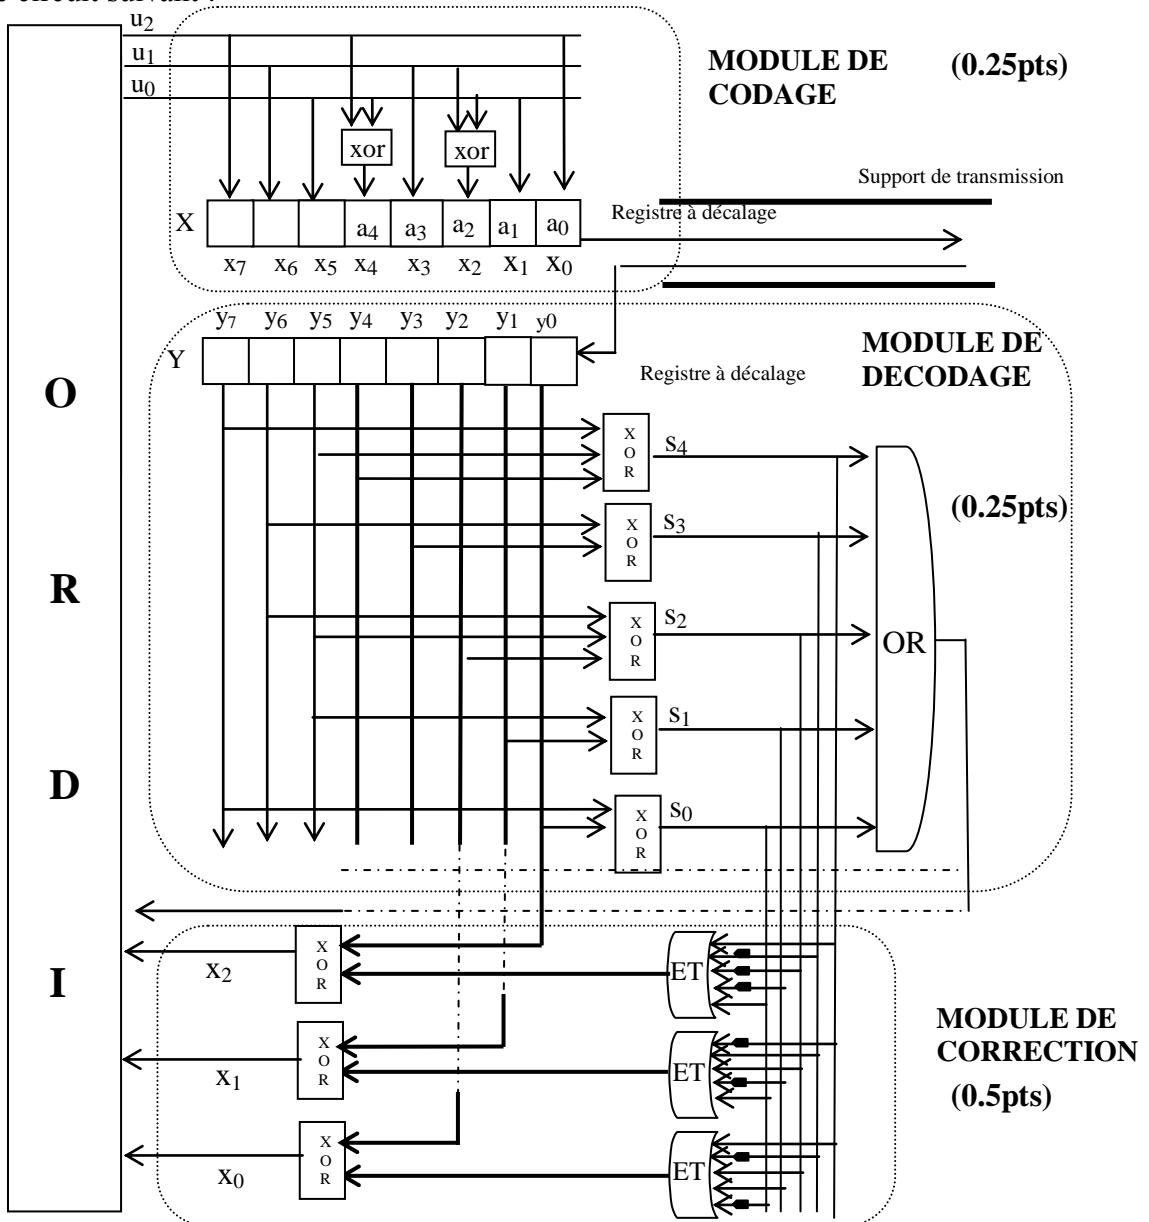 u2
u1
u0
MODULE DE CODAGE
(0.25pts)
xor
xor
Support de transmission
Registre à décalage
X
a4
a3
a2
a1
a0
x7
x6
x5
x4
x3
x2
x1
x0
y7
y6
y5
y4
y3
y2
y1
y0
Y
MODULE DE DECODAGE
Registre à décalage
O
R
D
I
XOR
S4
(0.25pts)
XOR
S3
XOR
S2
OR
XOR
S1
XOR
S0
XOR
x2
ET
XOR
x1
ET
MODULE DE CORRECTION
(0.5pts)
XOR
x0
ET